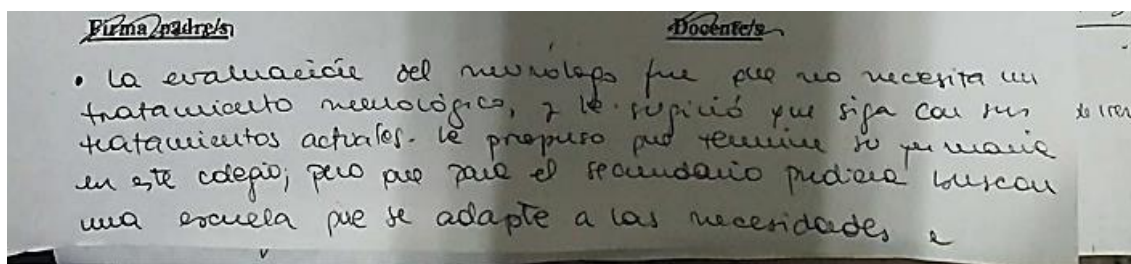 Firma/padre/s Docente/s
• La evaluación del neurólogo fue que no necesita un
tratamiento neurológico, y le sugirió que siga con sus
tratamientos actuales. Le propuso que termine su primaria
en este colegio, pero que para el secundario pudiera buscar
una escuela que se adapte a las necesidades e